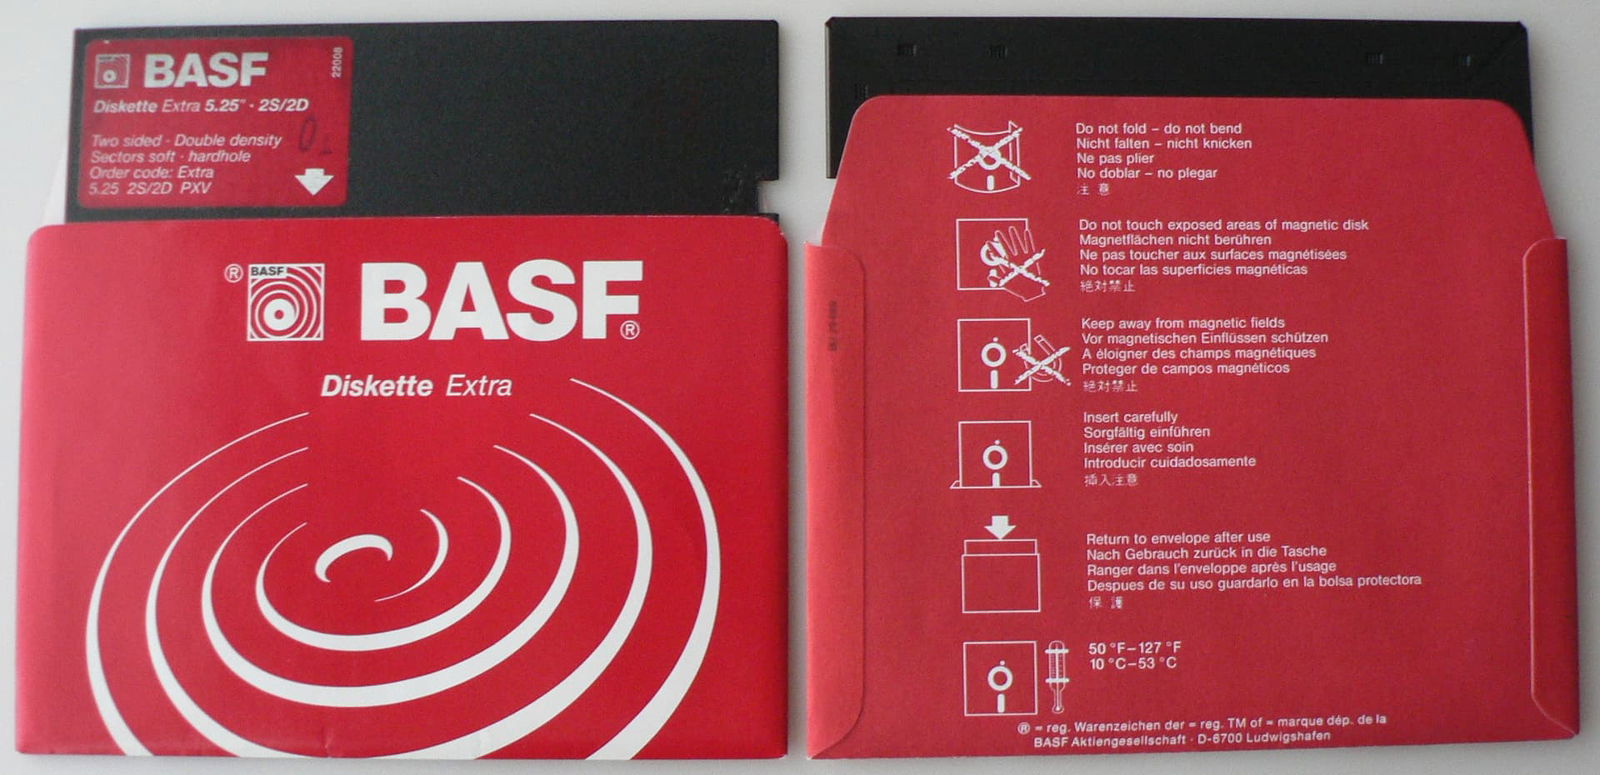 BASF
22008
Diskette Extra 5.25" · 2S/2D
Two sided · Double density
Sectors soft · hardhole
Order code: Extra
5.25 2S/2D PXV
® BASF BASF®
Diskette Extra
Do not fold – do not bend
Nicht falten – nicht knicken
Ne pas plier
No doblar – no plegar
注 意
Do not touch exposed areas of magnetic disk
Magnetflächen nicht berühren
Ne pas toucher aux surfaces magnétisées
No tocar las superficies magnéticas
絶対禁止
Keep away from magnetic fields
Vor magnetischen Einflüssen schützen
A éloigner des champs magnétiques
Proteger de campos magnéticos
絶対禁止
Insert carefully
Sorgfältig einführen
Insérer avec soin
Introducir cuidadosamente
挿入注意
Return to envelope after use
Nach Gebrauch zurück in die Tasche
Ranger dans l'enveloppe après l'usage
Despues de su uso guardarlo en la bolsa protectora
保 護
50 °F–127 °F
10 °C–53 °C
® = reg. Warenzeichen der = reg. TM of = marque dép. de la
BASF Aktiengesellschaft · D-6700 Ludwigshafen